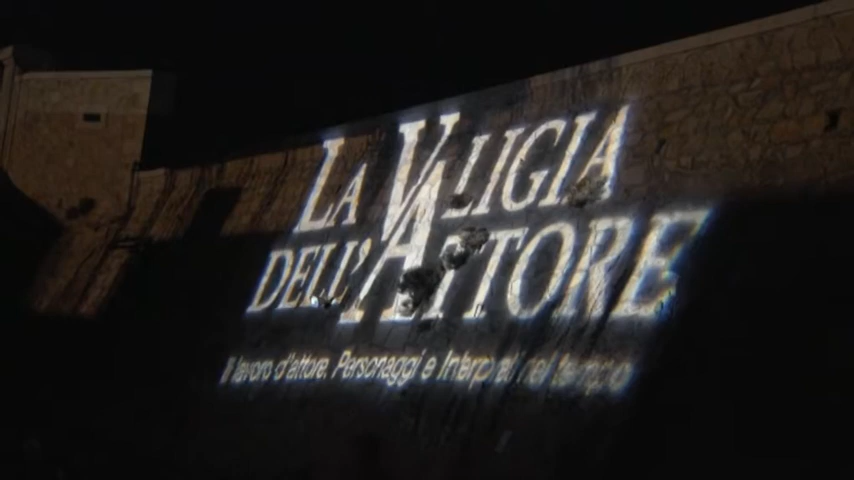 LA VALIGIA
DELL'ATTORE
Il lavoro d'attore. Personaggi e Interpreti nel tempo